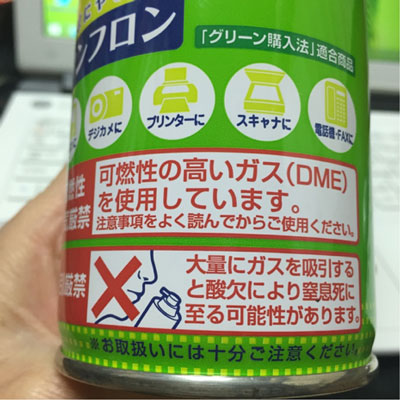 ンフロン
「グリーン購入法」適合商品
デジカメに
プリンターに
スキャナに
電話機・FAXに
可燃性の高いガス(DME)
を使用しています。
注意事項をよく読んでからご使用ください。
厳禁
大量にガスを吸引する
と酸欠により窒息死に
至る可能性があります。
厳禁
※お取扱いには十分ご注意ください。